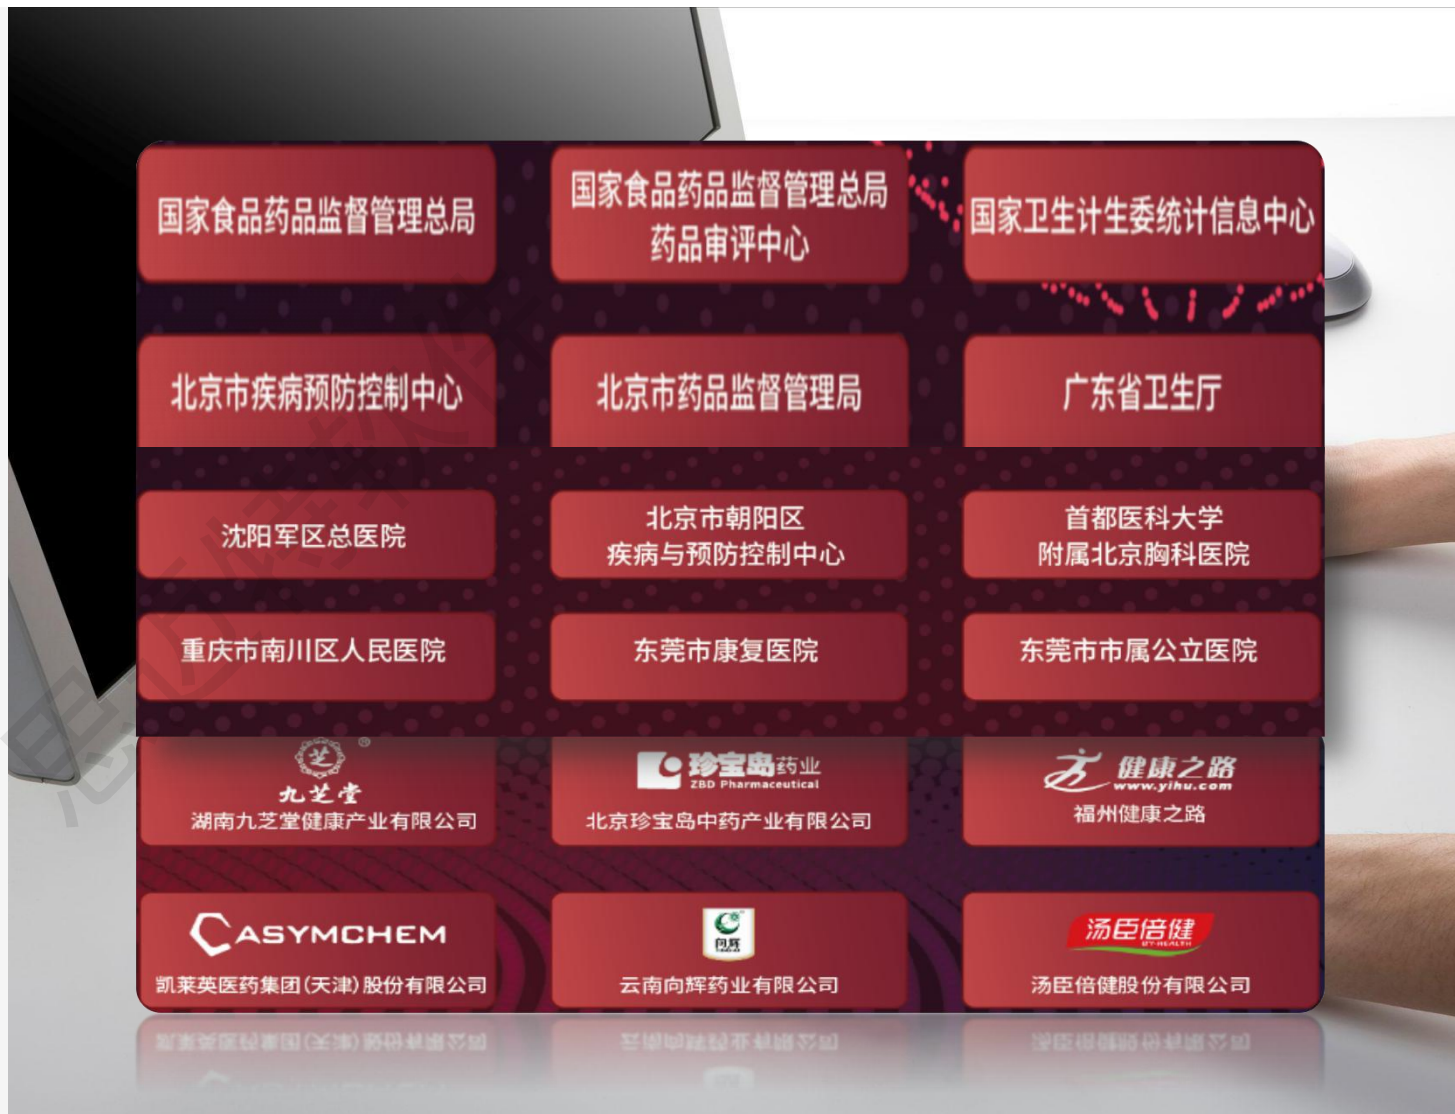 国家食品药品监督管理总局
国家食品药品监督管理总局
药品审评中心
国家卫生计生委统计信息中心
北京市疾病预防控制中心
北京市药品监督管理局
广东省卫生厅
沈阳军区总医院
北京市朝阳区
疾病与预防控制中心
首都医科大学
附属北京胸科医院
重庆市南川区人民医院
东莞市康复医院
东莞市市属公立医院
芝®
九芝堂
湖南九芝堂健康产业有限公司
珍宝岛药业
ZBD Pharmaceutical
北京珍宝岛中药产业有限公司
健康之路
www.yihu.com
福州健康之路
ASYMCHEM
凯莱英医药集团(天津)股份有限公司
向辉
云南向辉药业有限公司
汤臣倍健
BY-HEALTH
汤臣倍健股份有限公司
思迈特软件